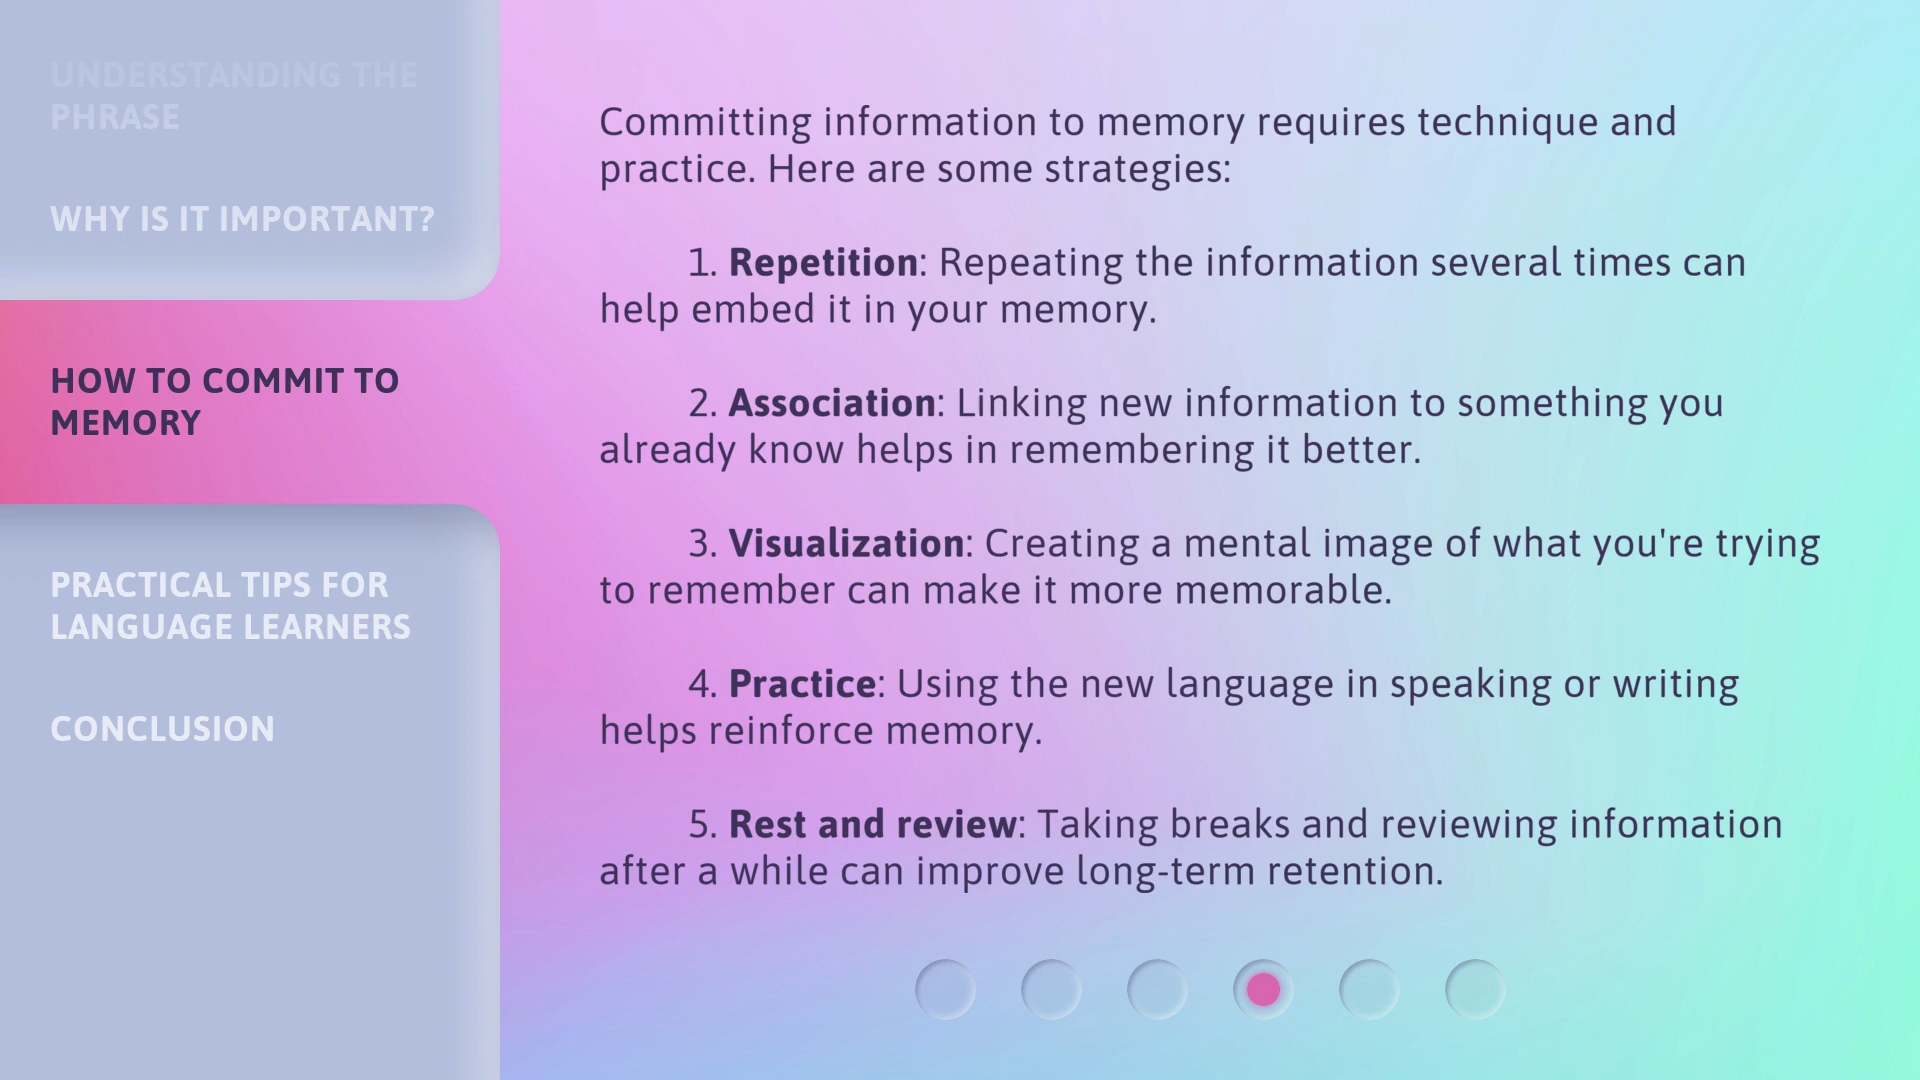 UNDERSTANDING THE
PHRASE
WHY IS IT IMPORTANT?
HOW TO COMMIT TO
MEMORY
PRACTICAL TIPS FOR
LANGUAGE LEARNERS
CONCLUSION
Committing information to memory requires technique and
practice. Here are some strategies:
1. Repetition: Repeating the information several times can
help embed it in your memory.
2. Association: Linking new information to something you
already know helps in remembering it better.
3. Visualization: Creating a mental image of what you're trying
to remember can make it more memorable.
4. Practice: Using the new language in speaking or writing
helps reinforce memory.
5. Rest and review: Taking breaks and reviewing information
after a while can improve long-term retention.